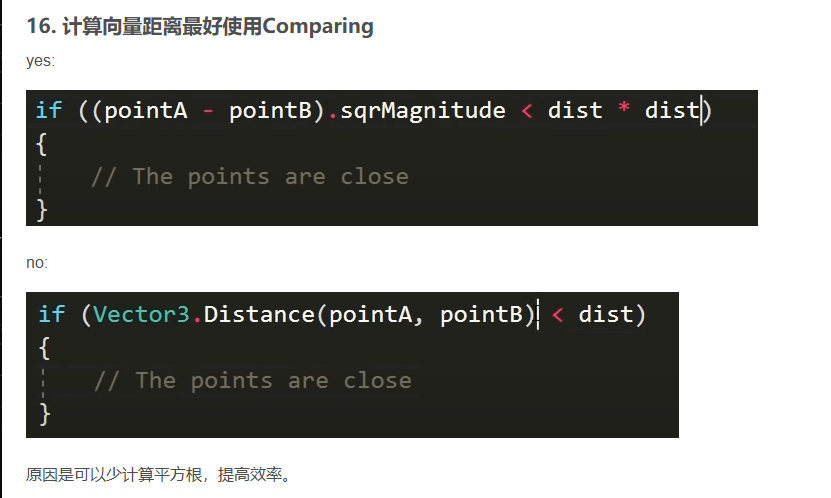 16. 计算向量距离最好使用Comparing
yes:
if ((pointA - pointB).sqrMagnitude < dist * dist)
{
// The points are close
}
no:
if (Vector3.Distance(pointA, pointB) < dist)
{
// The points are close
}
原因是可以少计算平方根，提高效率。